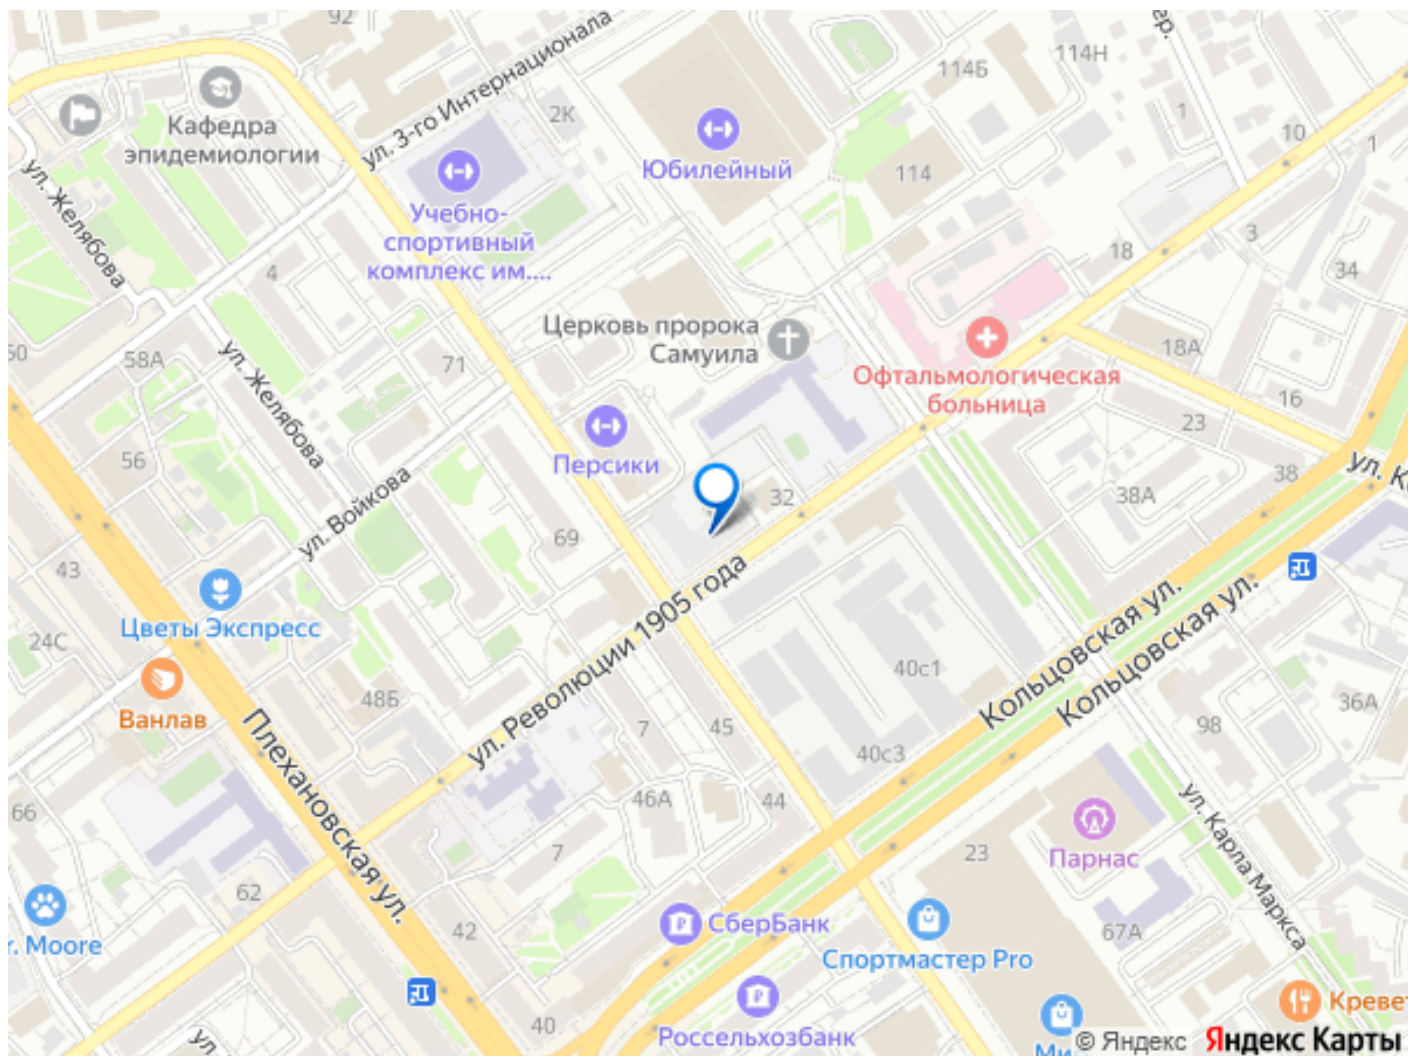 92
ул. 3-го Интернационала
2К
114Б
114Н
1
10
1
Кафедра
эпидемиологии
Юбилейный
114
ул. Желябова
Учебно-
спортивный
комплекс им....
4
18
3
34
Церковь пророка
Самуила
50
58А
ул. Желябова
71
Офтальмологическая
больница
18А
16
23
56
Персики
ул. Войкова
32
38А
38
69
43
ул. Революции 1905 года
Цветы Экспресс
24С
Ванлав
48Б
7
45
40с1
40с3
Кольцовская ул.
Кольцовская ул.
36А
98
Плехановская ул.
66
46А
44
7
62
42
23
Парнас
67А
ул. Карла Маркса
r. Moore
СберБанк
Спортмастер Pro
40
Россельхозбанк
Ми
Кревет
ул.
© Яндекс
Яндекс Карты